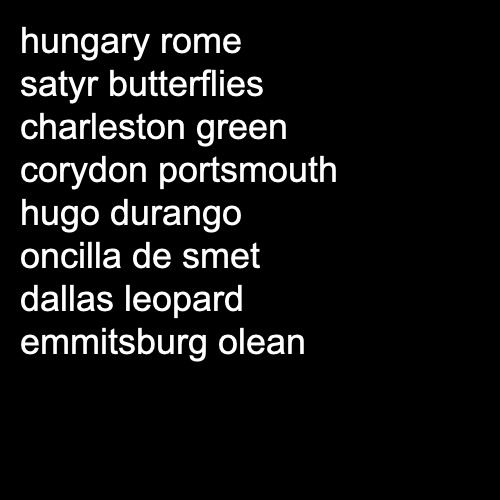 hungary rome
satyr butterflies
charleston green
corydon portsmouth
hugo durango
oncilla de smet
dallas leopard
emmitsburg olean